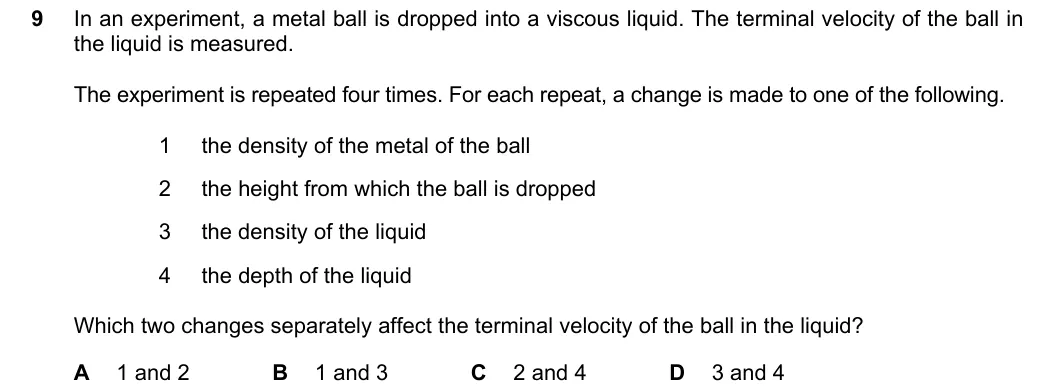 9 In an experiment, a metal ball is dropped into a viscous liquid. The terminal velocity of the ball in
the liquid is measured.
The experiment is repeated four times. For each repeat, a change is made to one of the following.
1 the density of the metal of the ball
2 the height from which the ball is dropped
3 the density of the liquid
4 the depth of the liquid
Which two changes separately affect the terminal velocity of the ball in the liquid?
A 1 and 2 B 1 and 3 C 2 and 4 D 3 and 4